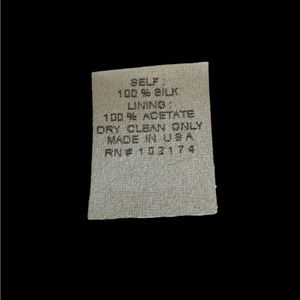 SELF :
100 % SILK
LINING :
100 % ACETATE
DRY CLEAN ONLY
MADE IN U.S.A
RN# 103174